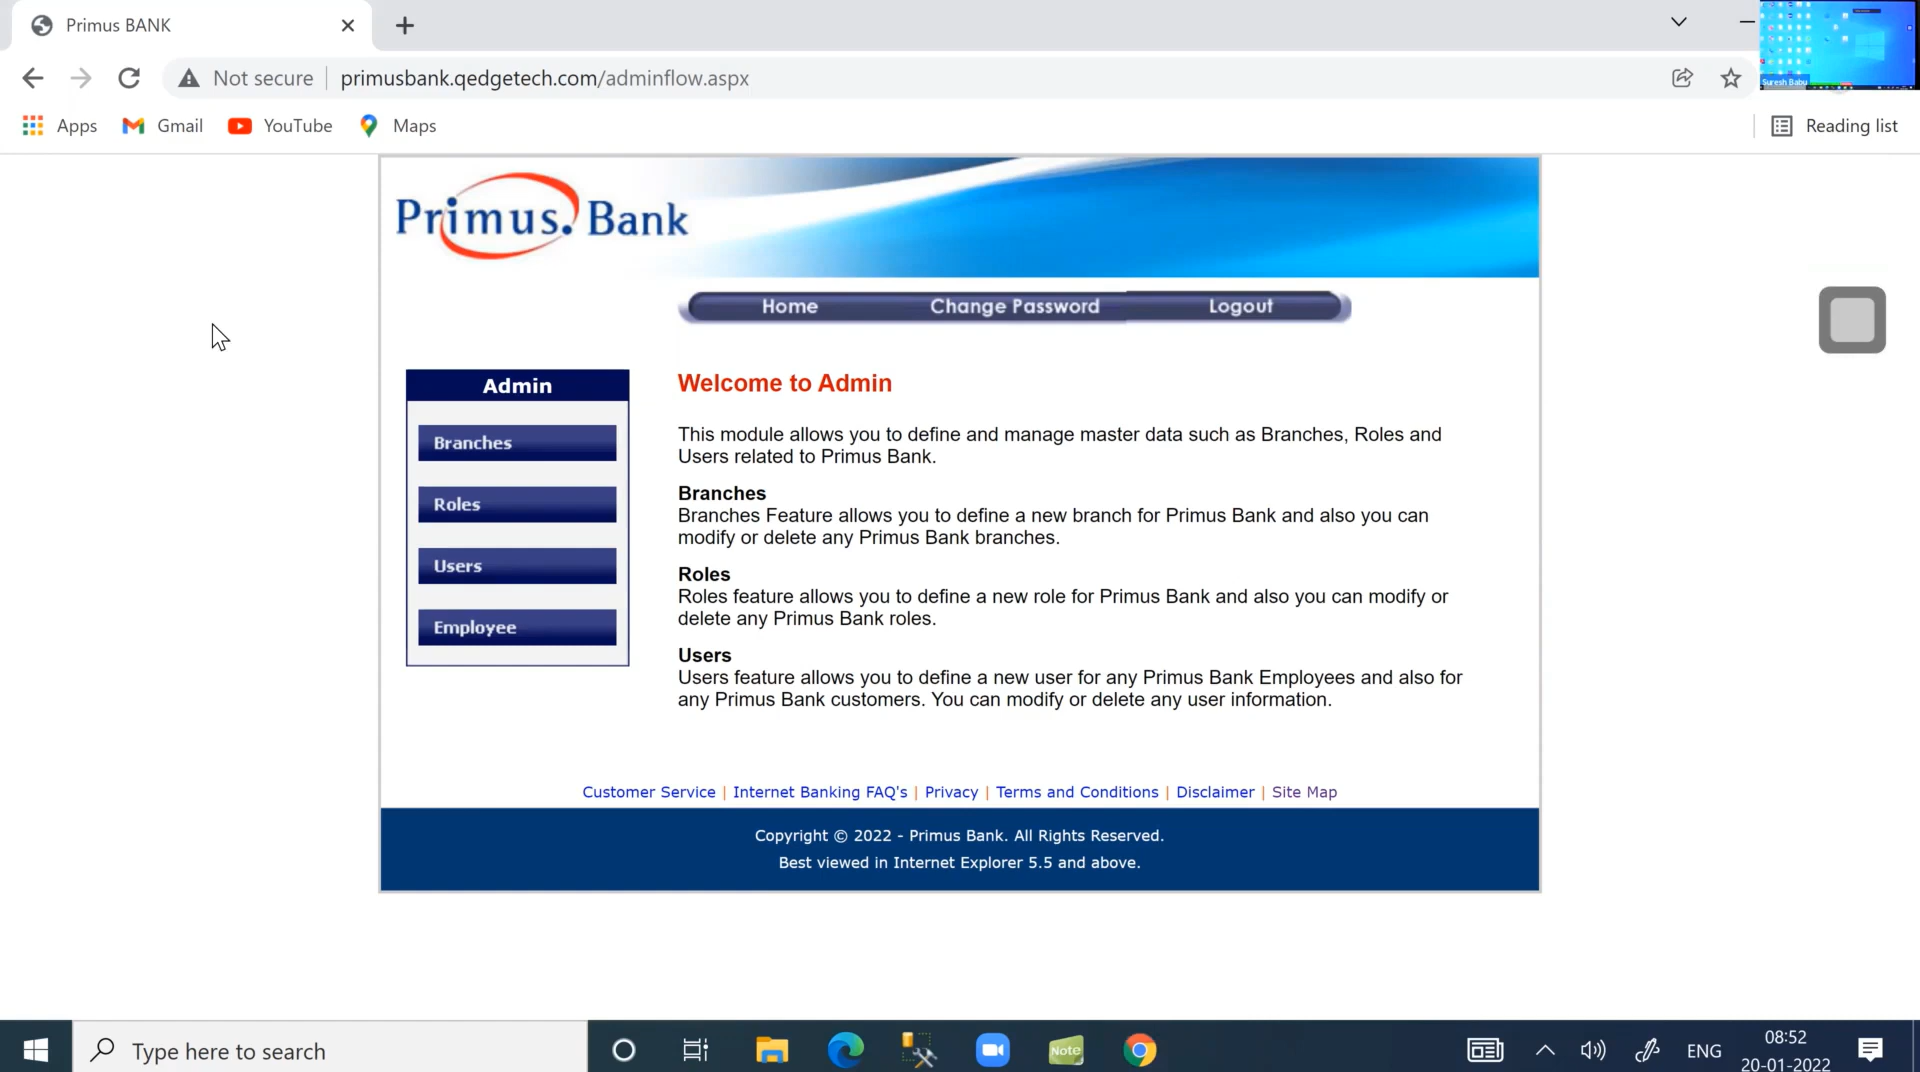 Primus BANK
Not secure
primusbank.qedgetech.com/adminflow.aspx
Suresh Babu
Apps
Gmail
YouTube
Maps
Reading list
Primus. Bank
Home
Change Password
Logout
Admin
Branches
Roles
Users
Employee
Welcome to Admin
This module allows you to define and manage master data such as Branches, Roles and
Users related to Primus Bank.
Branches
Branches Feature allows you to define a new branch for Primus Bank and also you can
modify or delete any Primus Bank branches.
Roles
Roles feature allows you to define a new role for Primus Bank and also you can modify or
delete any Primus Bank roles.
Users
Users feature allows you to define a new user for any Primus Bank Employees and also for
any Primus Bank customers. You can modify or delete any user information.
Customer Service | Internet Banking FAQ's | Privacy | Terms and Conditions | Disclaimer | Site Map
Copyright © 2022 - Primus Bank. All Rights Reserved.
Best viewed in Internet Explorer 5.5 and above.
Type here to search
Note
ENG
08:52
20-01-2022